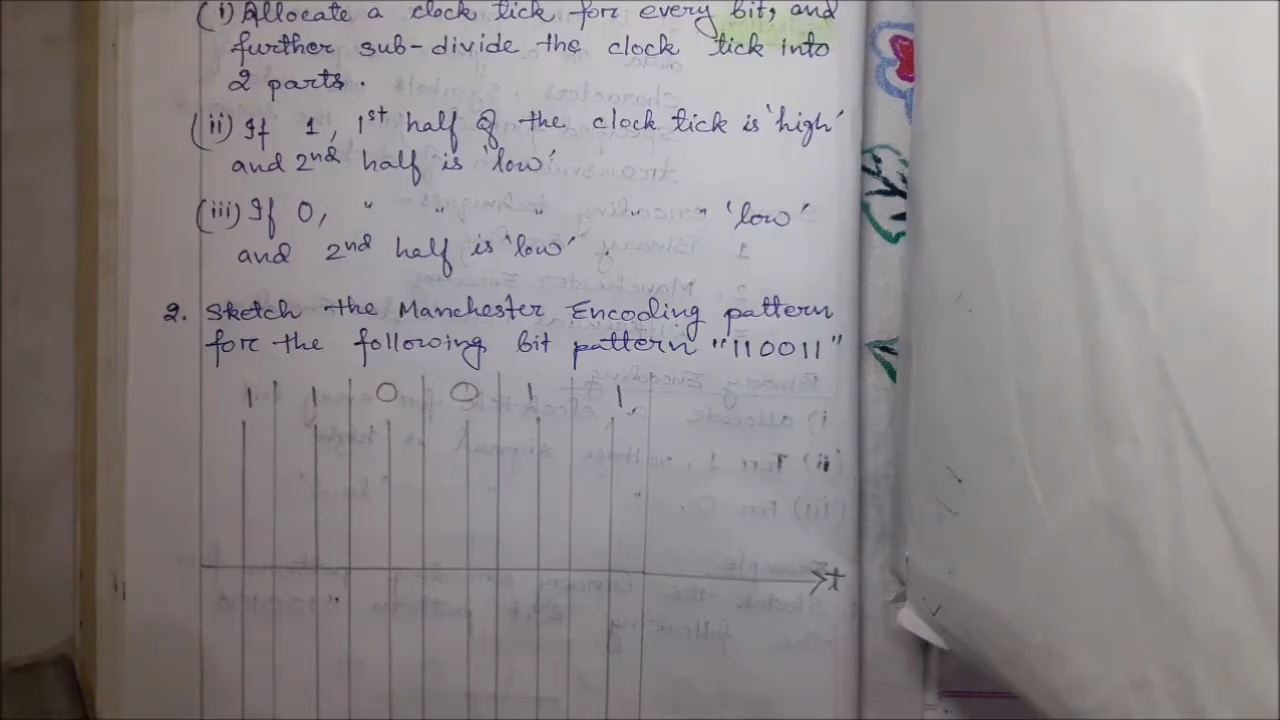 (i) Allocate a clock tick for every bit, and
further sub-divide the clock tick into
2 parts.
(ii) If 1, 1st half of the clock tick is 'high'
and 2nd half is 'low'
(iii) If 0, " " " " 'low'
and 2nd half is 'low'.
2. Sketch the Manchester Encoding pattern
for the following bit pattern "110011"
1 1 0 0 1 1
t